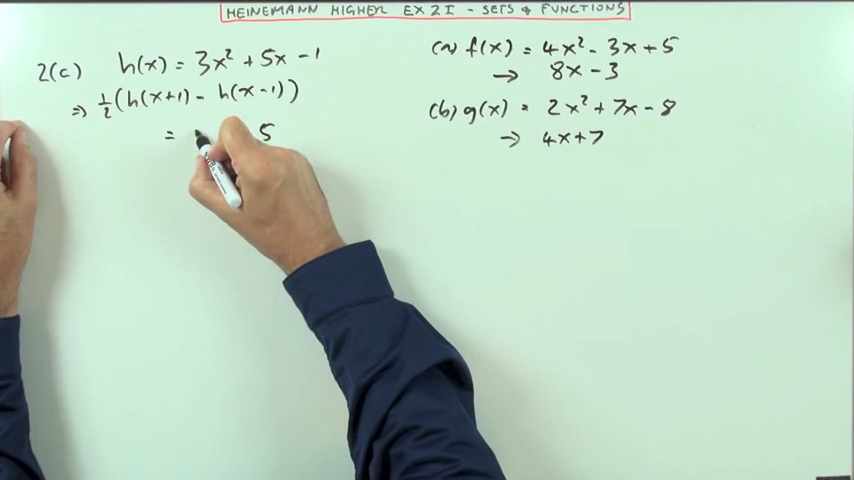 HEINEMANN HIGHER EX 2I - SETS & FUNCTIONS
2(c) h(x) = 3x² + 5x - 1
⇒ ½(h(x+1) - h(x-1))
= 5
(a) f(x) = 4x² - 3x + 5
→ 8x - 3
(b) g(x) = 2x² + 7x - 8
→ 4x + 7